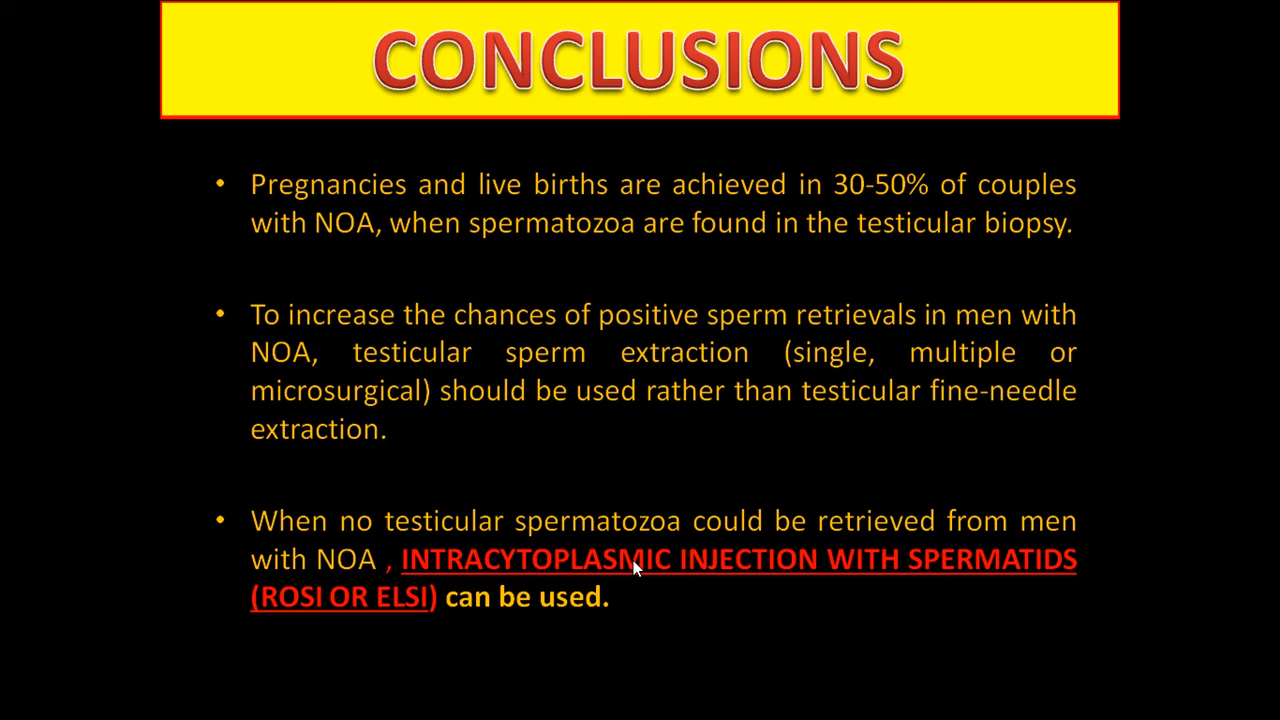 CONCLUSIONS
• Pregnancies and live births are achieved in 30-50% of couples
with NOA, when spermatozoa are found in the testicular biopsy.
• To increase the chances of positive sperm retrievals in men with
NOA, testicular sperm extraction (single, multiple or
microsurgical) should be used rather than testicular fine-needle
extraction.
• When no testicular spermatozoa could be retrieved from men
with NOA , INTRACYTOPLASMIC INJECTION WITH SPERMATIDS
(ROSI OR ELSI) can be used.